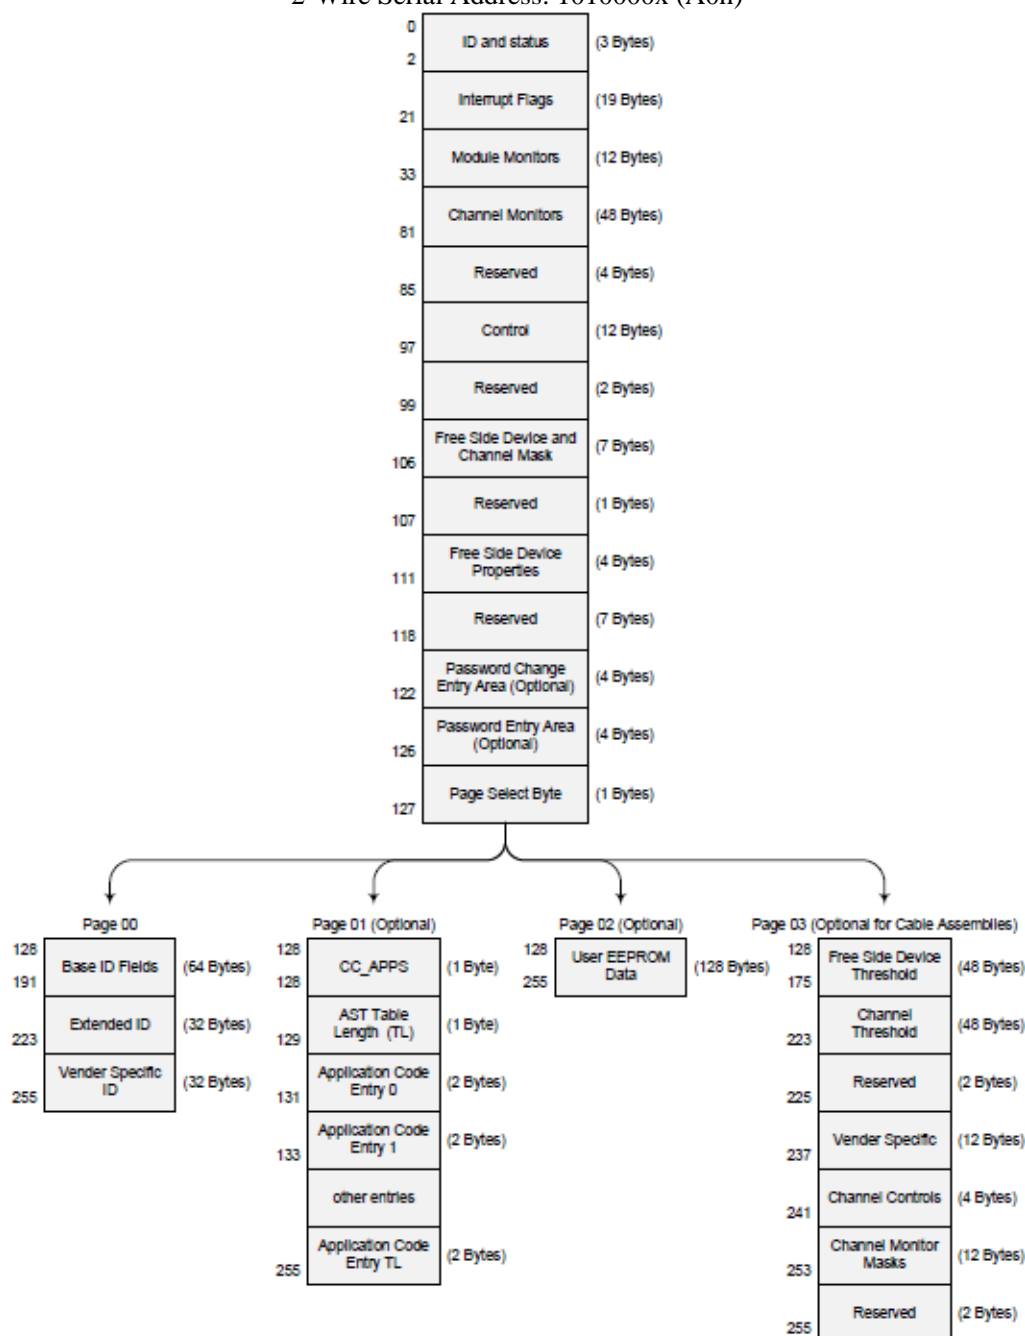 2-Wire Serial Address: 1010000x (A0h)
0
ID and status
(3 Bytes)
2
Interrupt Flags
(19 Bytes)
21
Module Monitors
(12 Bytes)
33
Channel Monitors
(48 Bytes)
81
Reserved
(4 Bytes)
85
Control
(12 Bytes)
97
Reserved
(2 Bytes)
99
Free Side Device and
Channel Mask
(7 Bytes)
106
Reserved
(1 Bytes)
107
Free Side Device
Properties
(4 Bytes)
111
Reserved
(7 Bytes)
118
Password Change
Entry Area (Optional)
(4 Bytes)
122
Password Entry Area
(Optional)
(4 Bytes)
126
Page Select Byte
(1 Bytes)
127
Page 00
128
Base ID Fields
(64 Bytes)
191
Extended ID
(32 Bytes)
223
Vender Specific
ID
(32 Bytes)
255
Page 01 (Optional)
128
CC_APPS
(1 Byte)
128
AST Table
Length (TL)
(1 Byte)
129
Application Code
Entry 0
(2 Bytes)
131
Application Code
Entry 1
(2 Bytes)
133
other entries
Application Code
Entry TL
(2 Bytes)
255
Page 02 (Optional)
128
User EEPROM
Data
(128 Bytes)
255
Page 03 (Optional for Cable Assemblies)
128
Free Side Device
Threshold
(48 Bytes)
175
Channel
Threshold
(48 Bytes)
223
Reserved
(2 Bytes)
225
Vender Specific
(12 Bytes)
237
Channel Controls
(4 Bytes)
241
Channel Monitor
Masks
(12 Bytes)
253
Reserved
(2 Bytes)
255